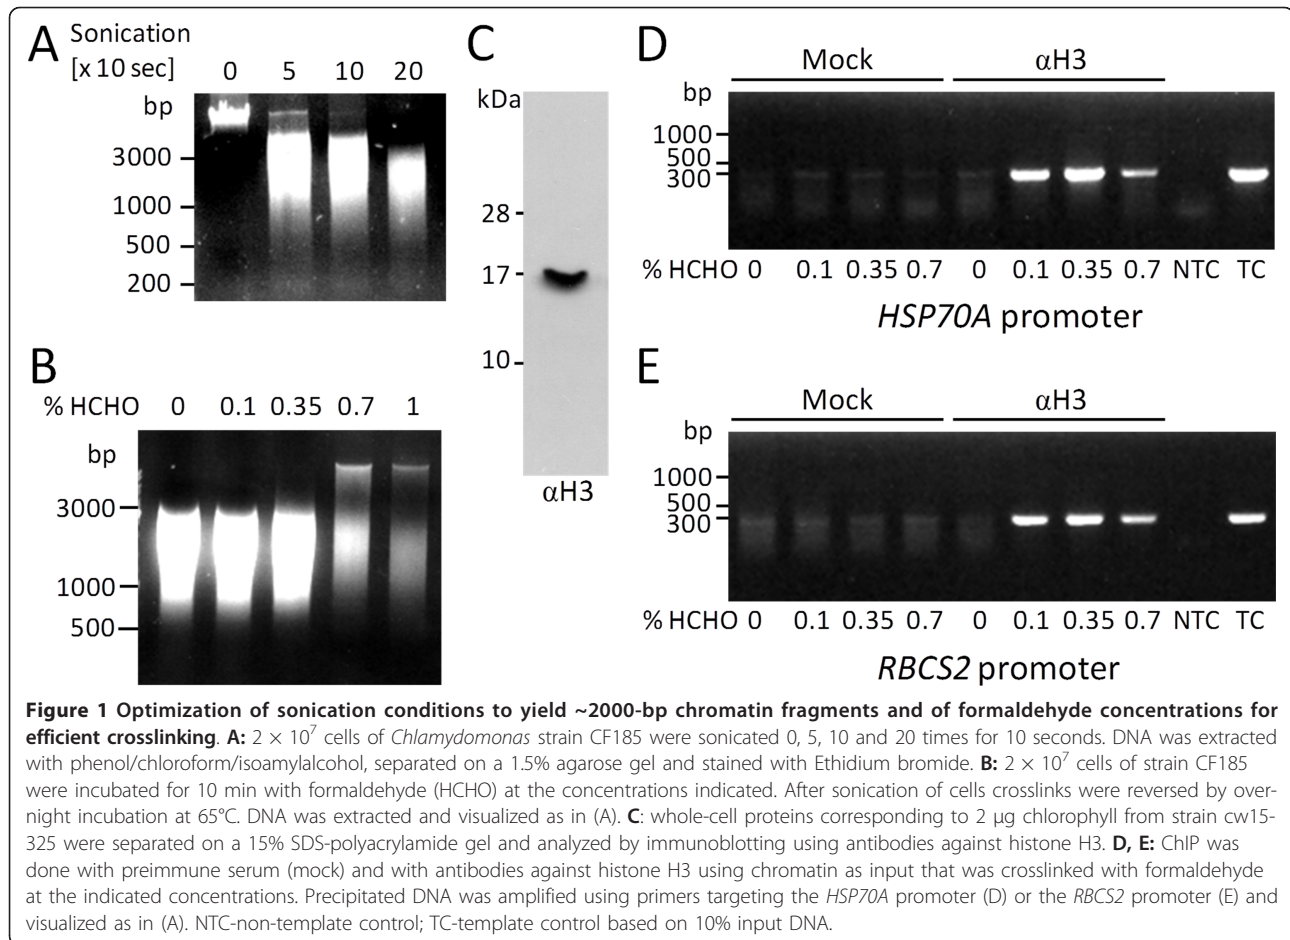 A
Sonication
[x 10 sec]
0 5 10 20
bp
3000
1000
500
200
B
% HCHO 0 0.1 0.35 0.7 1
bp
3000
1000
500
C
kDa
28
17
10
αH3
D
Mock αH3
bp
1000
500
300
% HCHO 0 0.1 0.35 0.7 0 0.1 0.35 0.7 NTC TC
HSP70A promoter
E
Mock αH3
bp
1000
500
300
% HCHO 0 0.1 0.35 0.7 0 0.1 0.35 0.7 NTC TC
RBCS2 promoter
Figure 1 Optimization of sonication conditions to yield ~2000-bp chromatin fragments and of formaldehyde concentrations for
efficient crosslinking. A: 2 × 10⁷ cells of Chlamydomonas strain CF185 were sonicated 0, 5, 10 and 20 times for 10 seconds. DNA was extracted
with phenol/chloroform/isoamylalcohol, separated on a 1.5% agarose gel and stained with Ethidium bromide. B: 2 × 10⁷ cells of strain CF185
were incubated for 10 min with formaldehyde (HCHO) at the concentrations indicated. After sonication of cells crosslinks were reversed by over-
night incubation at 65°C. DNA was extracted and visualized as in (A). C: whole-cell proteins corresponding to 2 μg chlorophyll from strain cw15-
325 were separated on a 15% SDS-polyacrylamide gel and analyzed by immunoblotting using antibodies against histone H3. D, E: ChIP was
done with preimmune serum (mock) and with antibodies against histone H3 using chromatin as input that was crosslinked with formaldehyde
at the indicated concentrations. Precipitated DNA was amplified using primers targeting the HSP70A promoter (D) or the RBCS2 promoter (E) and
visualized as in (A). NTC-non-template control; TC-template control based on 10% input DNA.